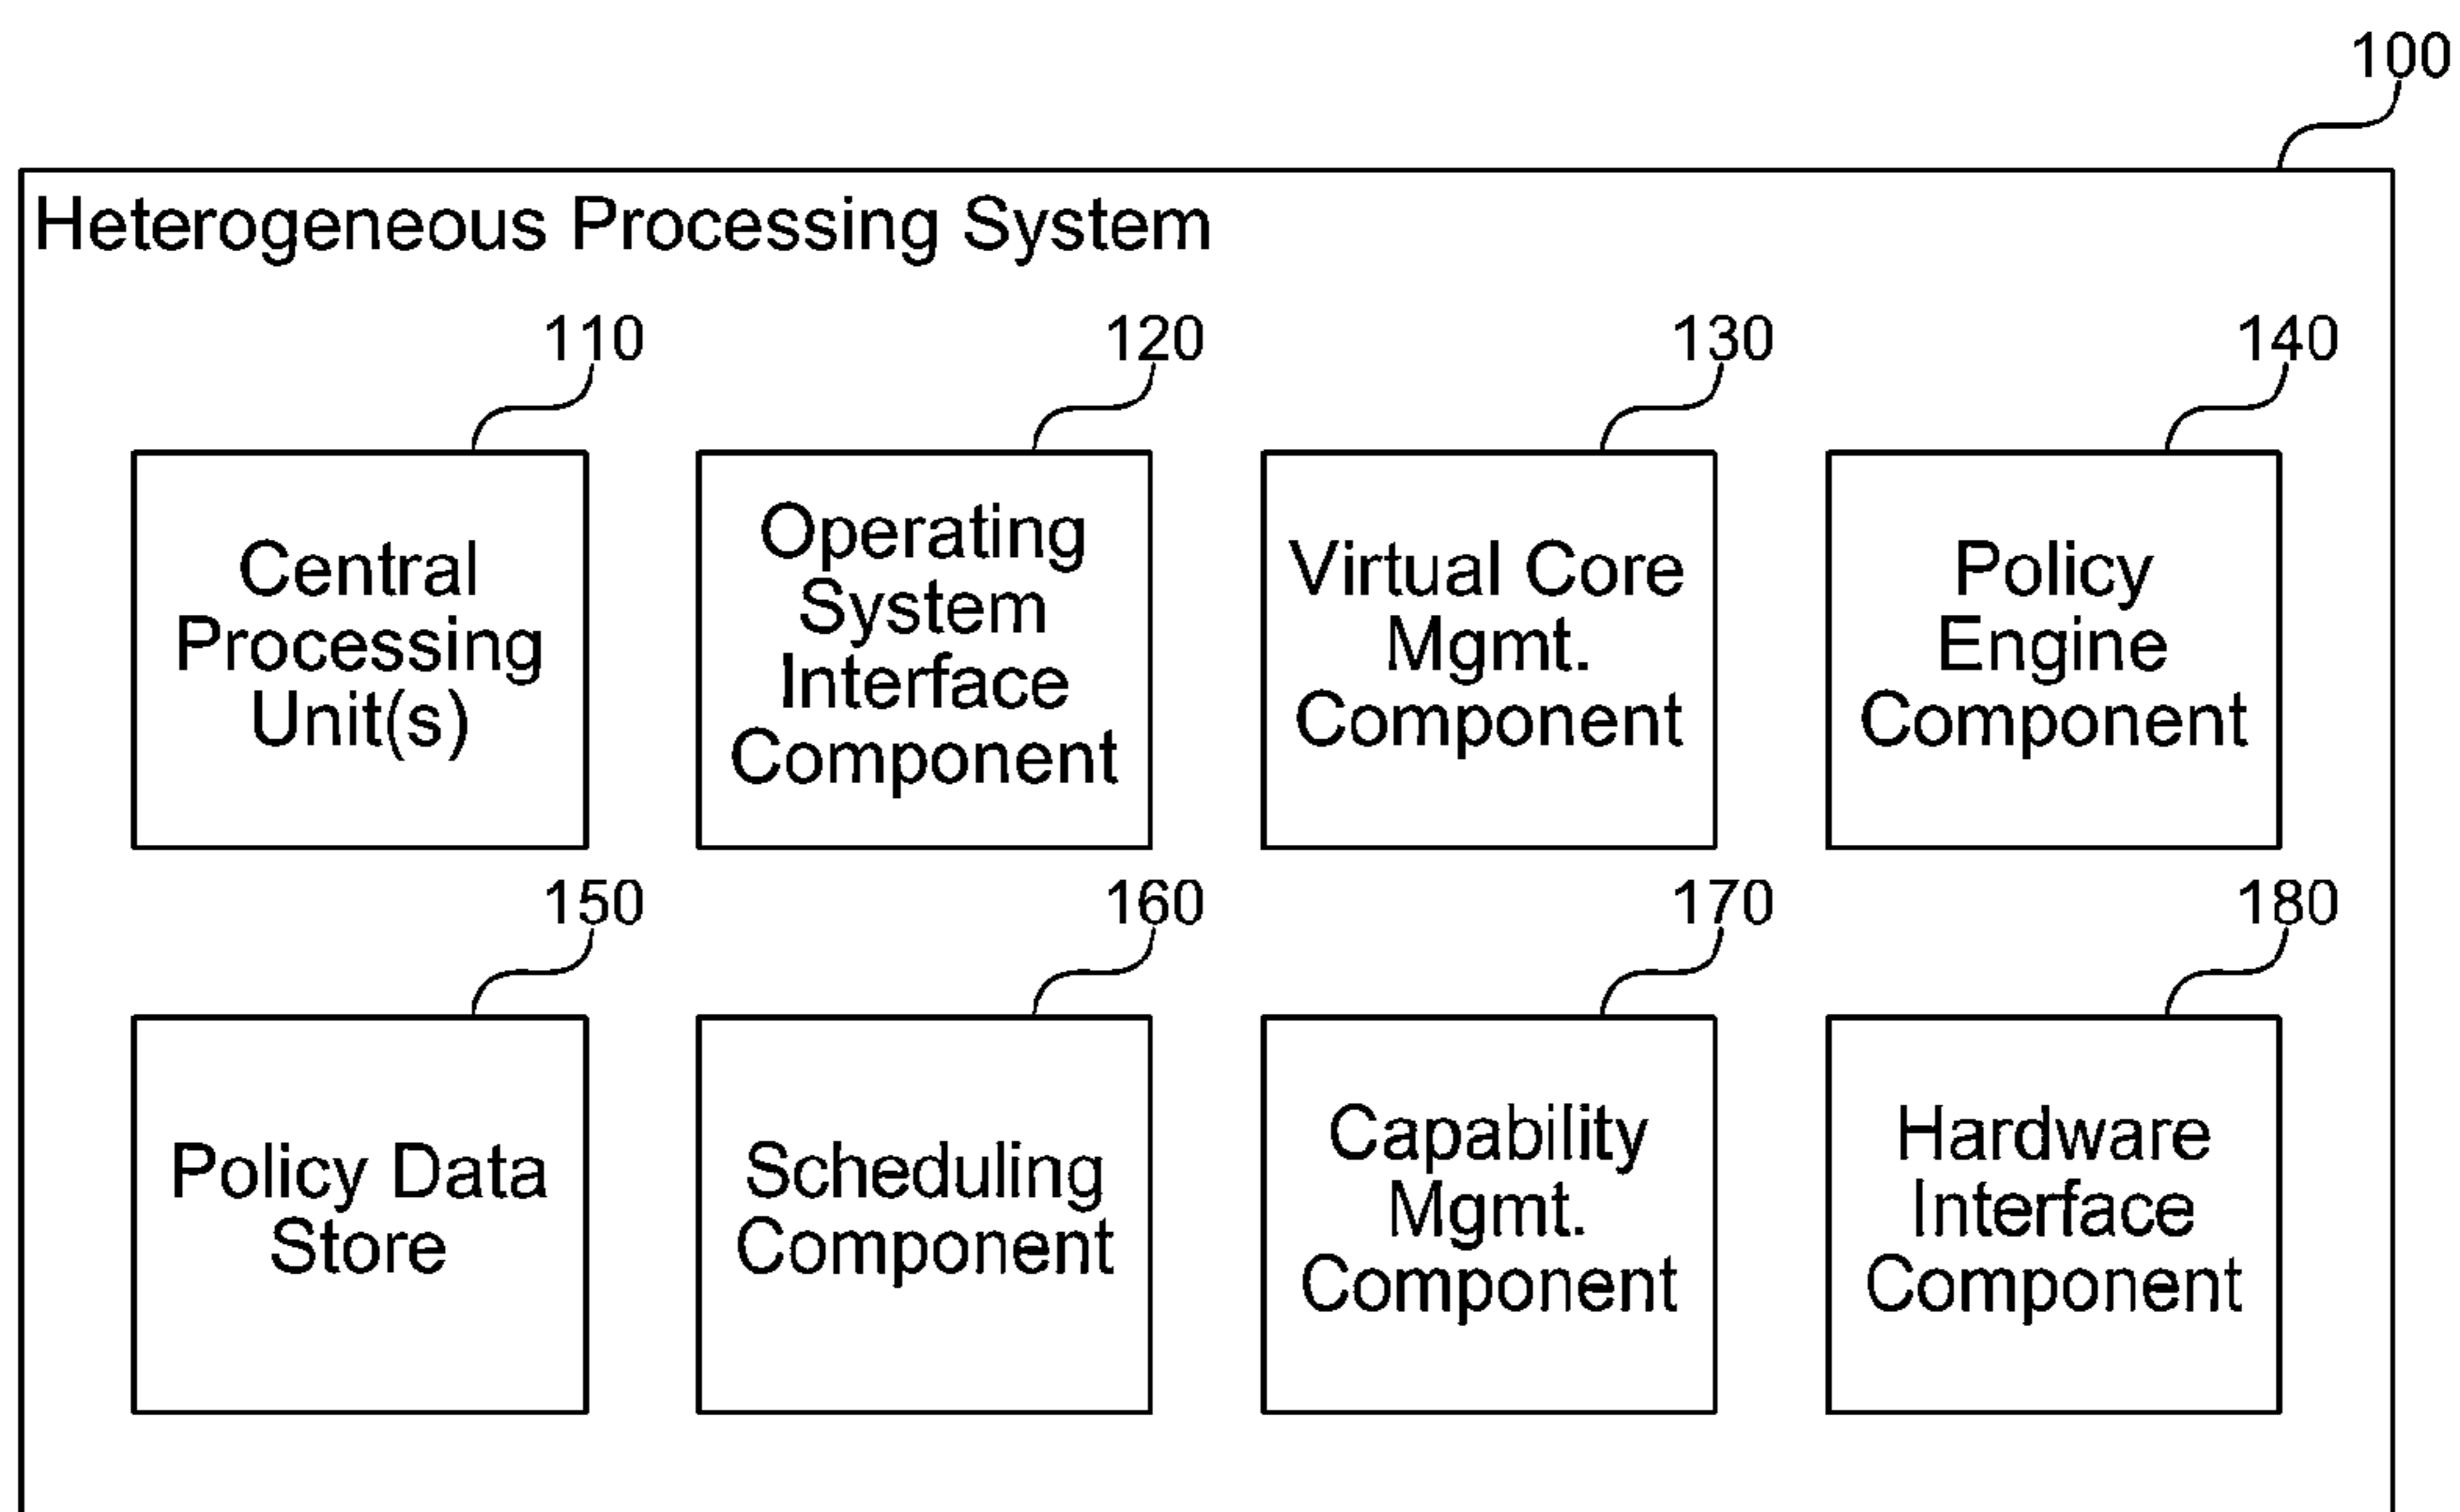 100
Heterogeneous Processing System
110
120
130
140
Central
Processing
Unit(s)
Operating
System
Interface
Component
Virtual Core
Mgmt.
Component
Policy
Engine
Component
150
160
170
180
Policy Data
Store
Scheduling
Component
Capability
Mgmt.
Component
Hardware
Interface
Component